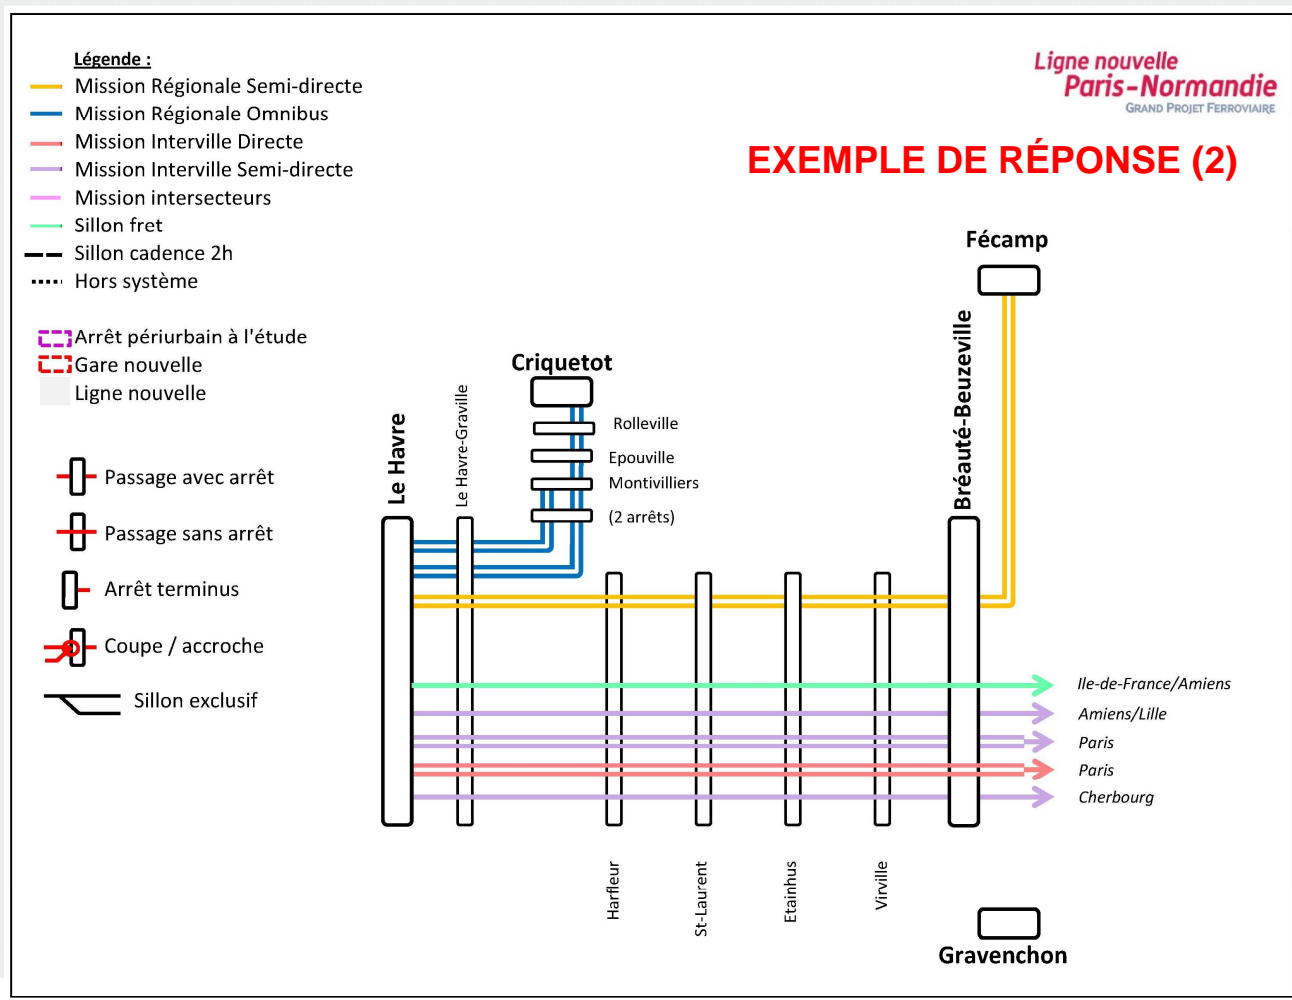 Légende :
Mission Régionale Semi-directe
Mission Régionale Omnibus
Mission Interville Directe
Mission Interville Semi-directe
Mission intersecteurs
Sillon fret
Sillon cadence 2h
Hors système
Arrêt périurbain à l'étude
Gare nouvelle
Ligne nouvelle
Passage avec arrêt
Passage sans arrêt
Arrêt terminus
Coupe / accroche
Sillon exclusif
Ligne nouvelle
Paris-Normandie
GRAND PROJET FERROVIAIRE
EXEMPLE DE RÉPONSE (2)
Fécamp
Criquetot
Rolleville
Epouville
Montivilliers
(2 arrêts)
Le Havre
Le Havre-Graville
Bréauté-Beuzeville
Ile-de-France/Amiens
Amiens/Lille
Paris
Paris
Cherbourg
Harfleur
St-Laurent
Etainhus
Virville
Gravenchon